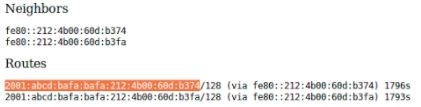 Neighbors
fe80::212:4b00:60d:b374
fe80::212:4b00:60d:b3fa
Routes
2001:abcd:bafa:bafa:212:4b00:60d:b374/128 (via fe80::212:4b00:60d:b374) 1796s
2001:abcd:bafa:bafa:212:4b00:60d:b3fa/128 (via fe80::212:4b00:60d:b3fa) 1793s